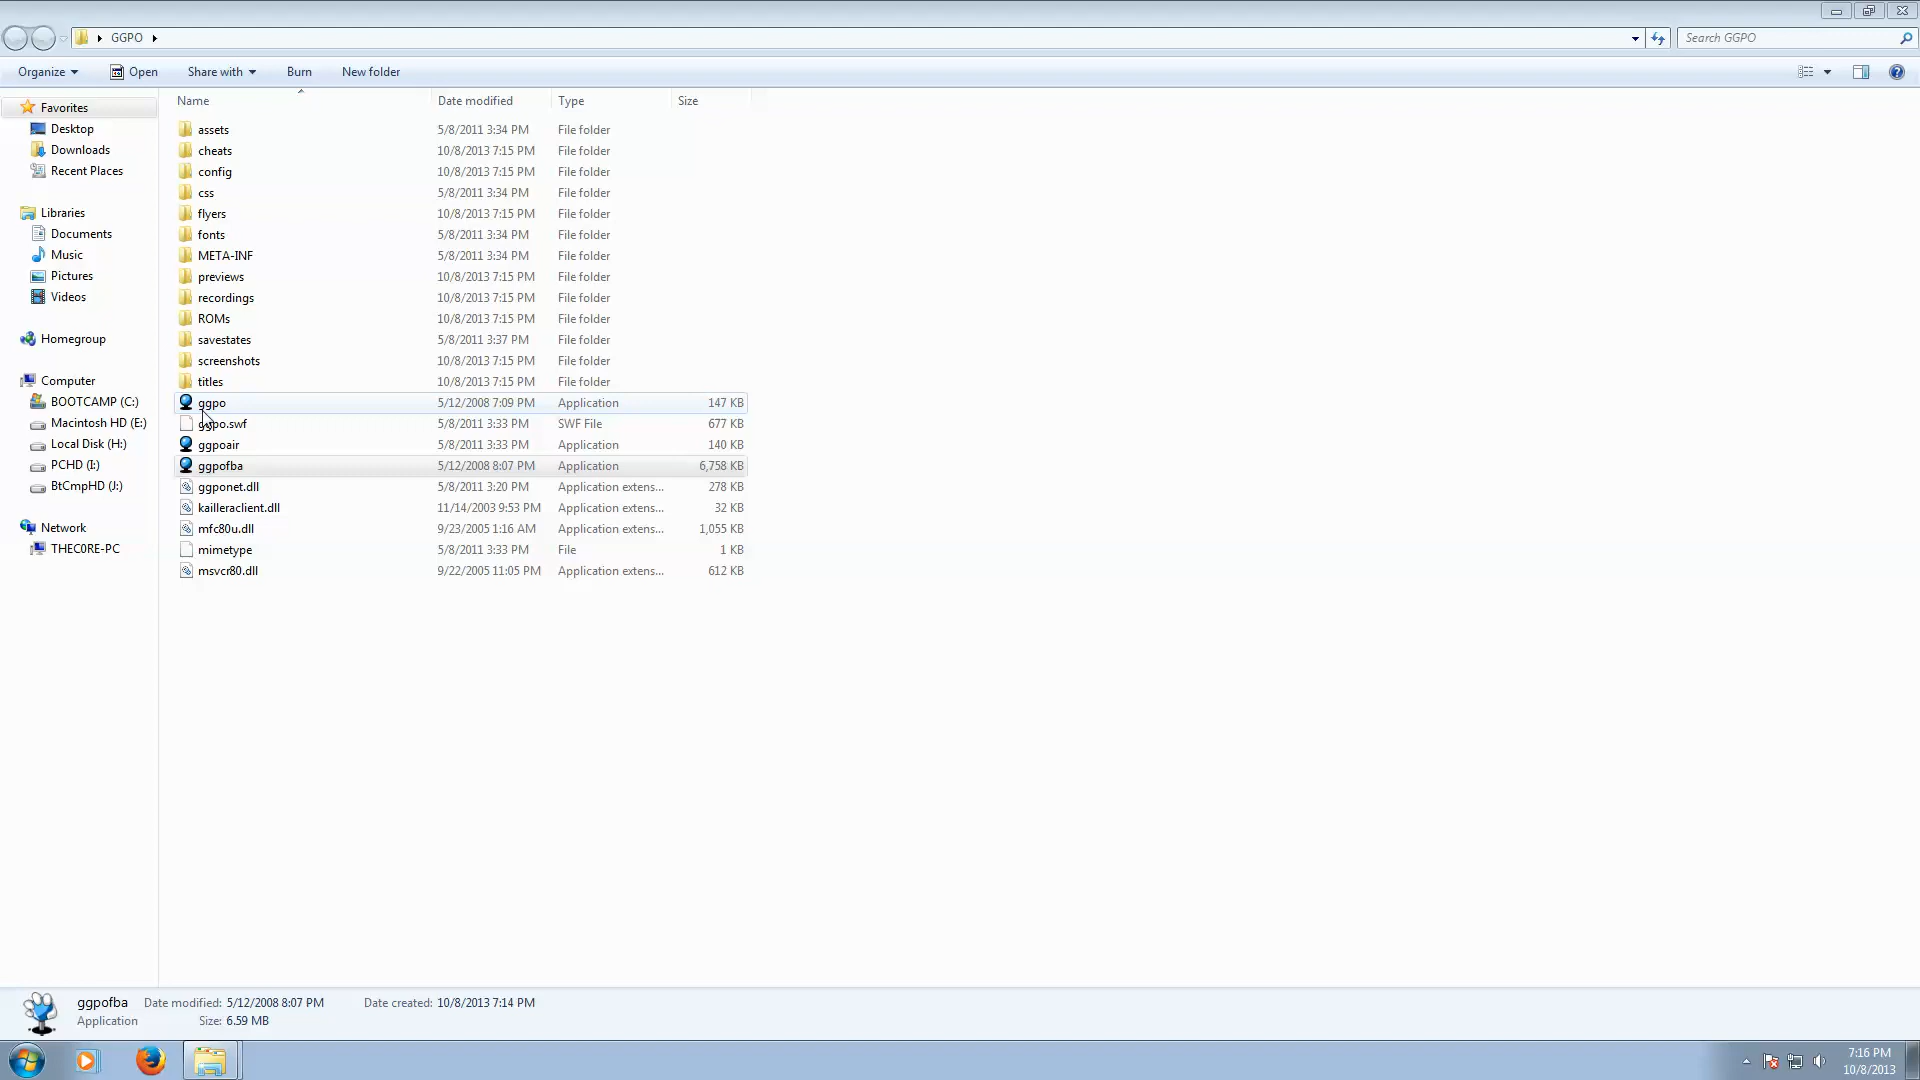 GGPO
Search GGPO
Organize Open Share with Burn New folder
Name Date modified Type Size
Favorites
Desktop
Downloads
Recent Places
Libraries
Documents
Music
Pictures
Videos
Homegroup
Computer
BOOTCAMP (C:)
Macintosh HD (E:)
Local Disk (H:)
PCHD (I:)
BtCmpHD (J:)
Network
THEC0RE-PC
assets 5/8/2011 3:34 PM File folder
cheats 10/8/2013 7:15 PM File folder
config 10/8/2013 7:15 PM File folder
css 5/8/2011 3:34 PM File folder
flyers 10/8/2013 7:15 PM File folder
fonts 5/8/2011 3:34 PM File folder
META-INF 5/8/2011 3:34 PM File folder
previews 10/8/2013 7:15 PM File folder
recordings 10/8/2013 7:15 PM File folder
ROMs 10/8/2013 7:15 PM File folder
savestates 5/8/2011 3:37 PM File folder
screenshots 10/8/2013 7:15 PM File folder
titles 10/8/2013 7:15 PM File folder
ggpo 5/12/2008 7:09 PM Application 147 KB
ggpo.swf 5/8/2011 3:33 PM SWF File 677 KB
ggpoair 5/8/2011 3:33 PM Application 140 KB
ggpofba 5/12/2008 8:07 PM Application 6,758 KB
ggponet.dll 5/8/2011 3:20 PM Application extens... 278 KB
kailleraclient.dll 11/14/2003 9:53 PM Application extens... 32 KB
mfc80u.dll 9/23/2005 1:16 AM Application extens... 1,055 KB
mimetype 5/8/2011 3:33 PM File 1 KB
msvcr80.dll 9/22/2005 11:05 PM Application extens... 612 KB
ggpofba Date modified: 5/12/2008 8:07 PM Date created: 10/8/2013 7:14 PM
Application Size: 6.59 MB
7:16 PM
10/8/2013